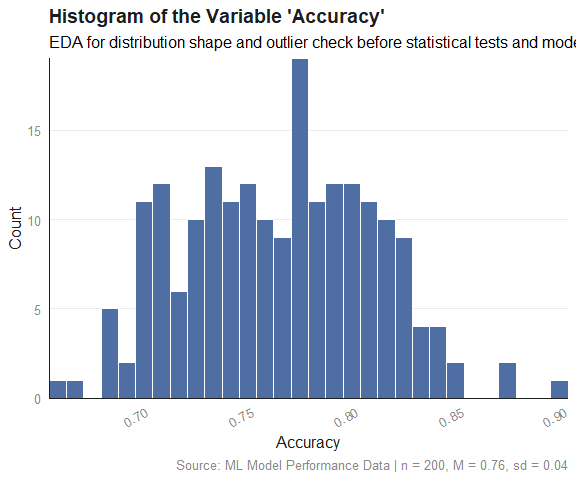 Histogram of the Variable 'Accuracy'
EDA for distribution shape and outlier check before statistical tests and mode
15
10
5
0
Count
0.70 0.75 0.80 0.85 0.90
Accuracy
Source: ML Model Performance Data | n = 200, M = 0.76, sd = 0.04